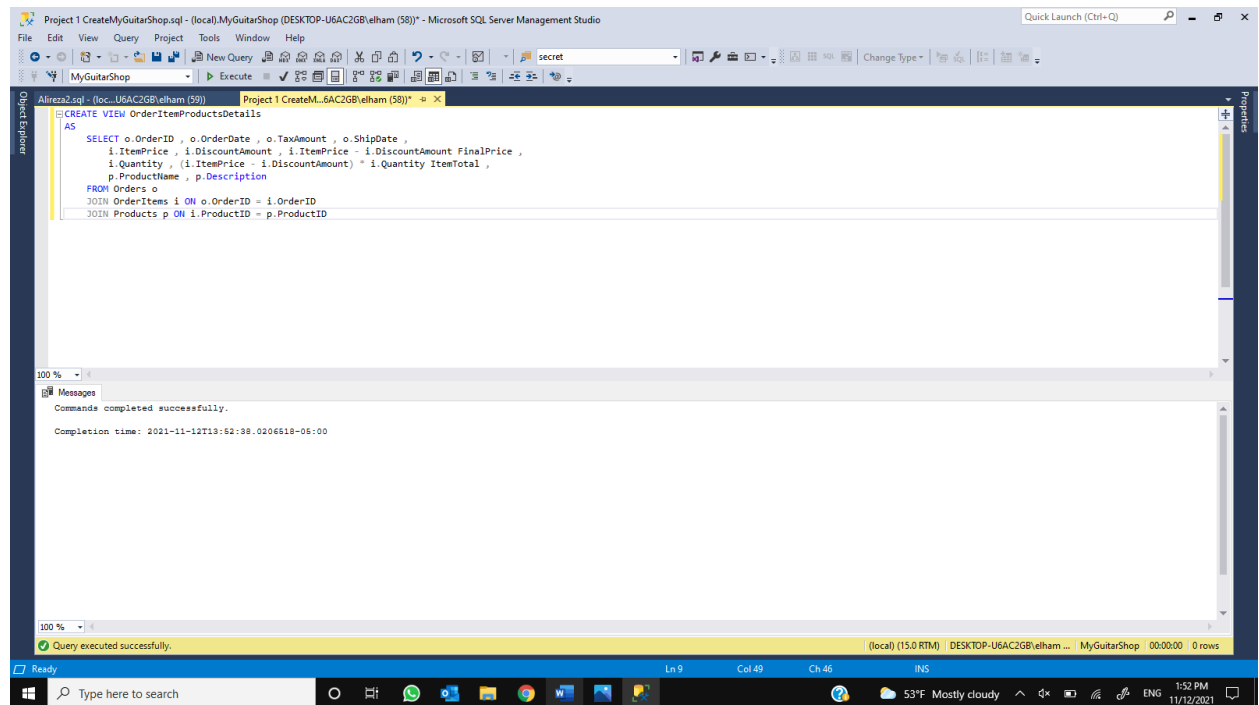 Project 1 CreateMyGuitarShop.sql - (local).MyGuitarShop (DESKTOP-U6AC2GB\elham (58))* - Microsoft SQL Server Management Studio
Quick Launch (Ctrl+Q)
File Edit View Query Project Tools Window Help
New Query
secret
Change Type
MyGuitarShop
Execute
Object Explorer
Properties
Alireza2.sql - (loc...U6AC2GB\elham (59))
Project 1 CreateM...6AC2GB\elham (58))*
CREATE VIEW OrderItemProductsDetails
AS
SELECT o.OrderID , o.OrderDate , o.TaxAmount , o.ShipDate ,
i.ItemPrice , i.DiscountAmount , i.ItemPrice - i.DiscountAmount FinalPrice ,
i.Quantity , (i.ItemPrice - i.DiscountAmount) * i.Quantity ItemTotal ,
p.ProductName , p.Description
FROM Orders o
JOIN OrderItems i ON o.OrderID = i.OrderID
JOIN Products p ON i.ProductID = p.ProductID
100 %
Messages
Commands completed successfully.
Completion time: 2021-11-12T13:52:38.0206518-05:00
100 %
Query executed successfully.
(local) (15.0 RTM) DESKTOP-U6AC2GB\elham ... MyGuitarShop 00:00:00 0 rows
Ready
Ln 9 Col 49 Ch 46 INS
Type here to search
53°F Mostly cloudy
ENG
1:52 PM
11/12/2021